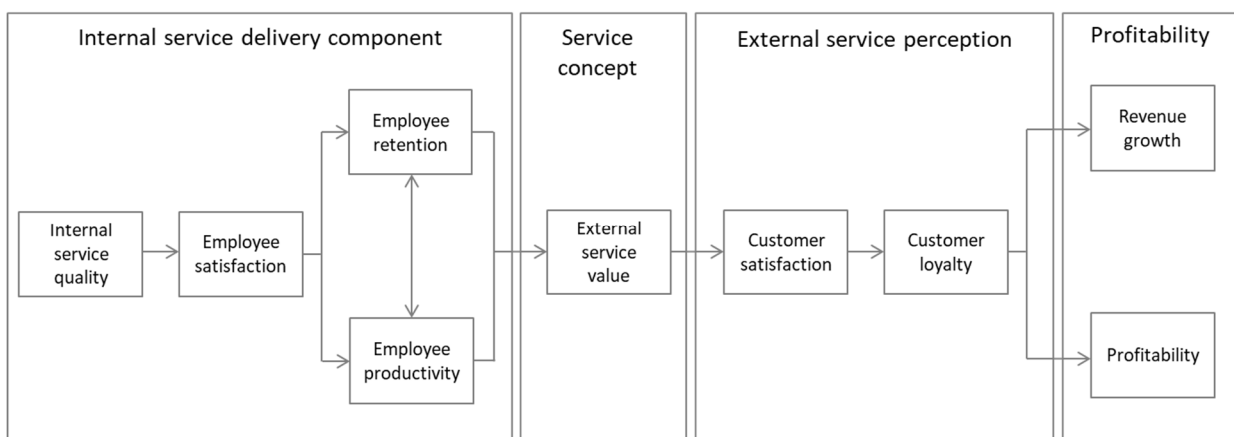 Internal service delivery component
Service
concept
External service perception
Profitability
Employee
retention
Revenue
growth
Internal
service
quality
Employee
satisfaction
External
service
value
Customer
satisfaction
Customer
loyalty
Employee
productivity
Profitability